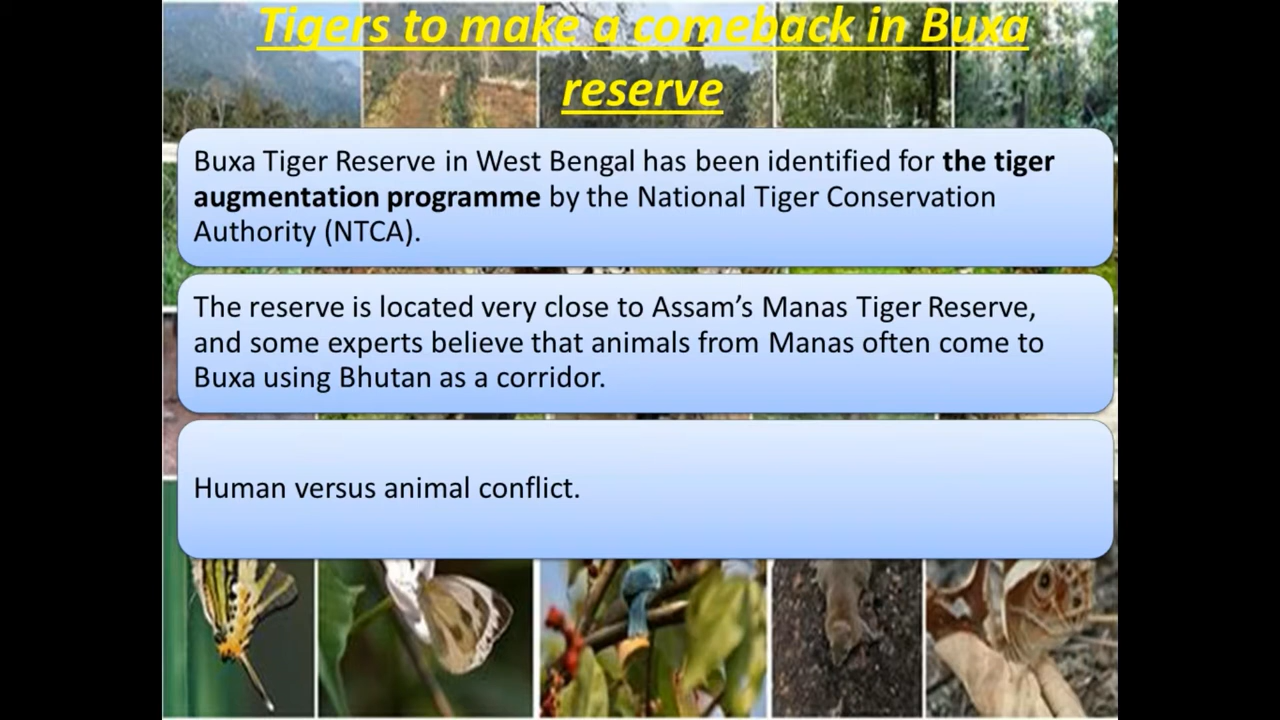 Tigers to make a comeback in Buxa
reserve
Buxa Tiger Reserve in West Bengal has been identified for the tiger
augmentation programme by the National Tiger Conservation
Authority (NTCA).
The reserve is located very close to Assam’s Manas Tiger Reserve,
and some experts believe that animals from Manas often come to
Buxa using Bhutan as a corridor.
Human versus animal conflict.